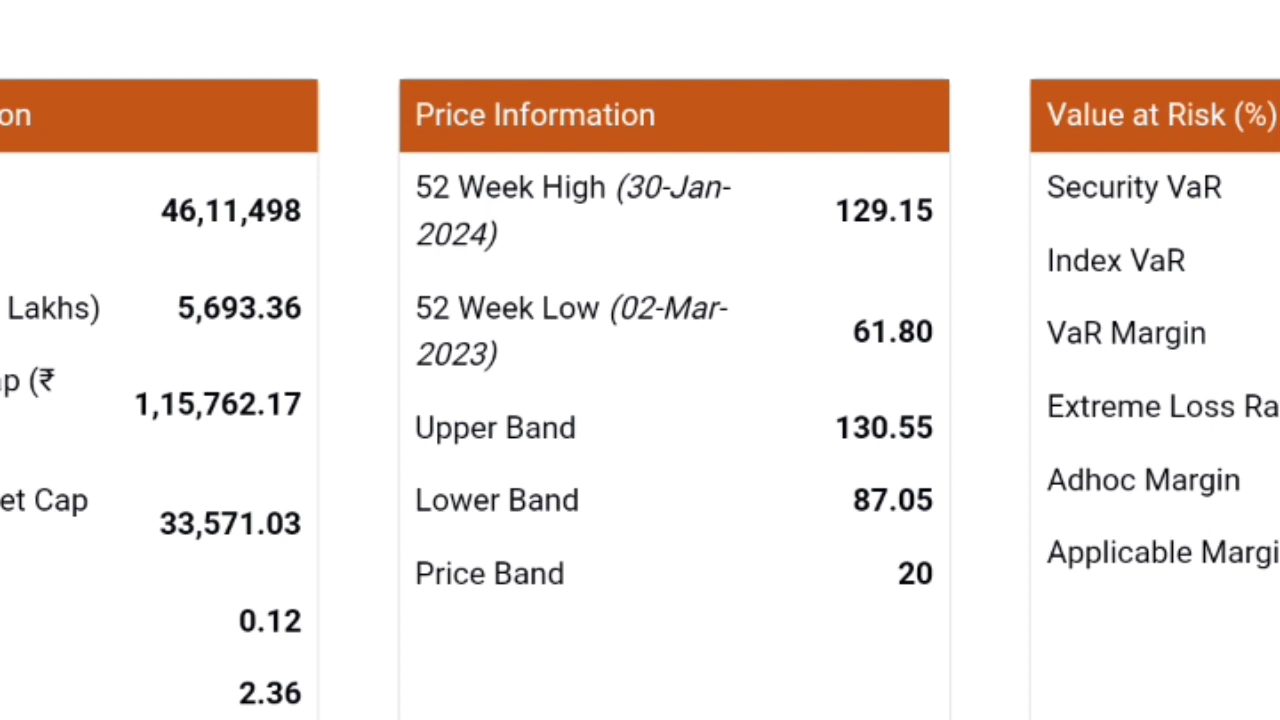 on
46,11,498
Lakhs) 5,693.36
p (₹
1,15,762.17
et Cap
33,571.03
0.12
2.36
Price Information
52 Week High (30-Jan-
2024) 129.15
52 Week Low (02-Mar-
2023) 61.80
Upper Band 130.55
Lower Band 87.05
Price Band 20
Value at Risk (%)
Security VaR
Index VaR
VaR Margin
Extreme Loss Ra
Adhoc Margin
Applicable Margi